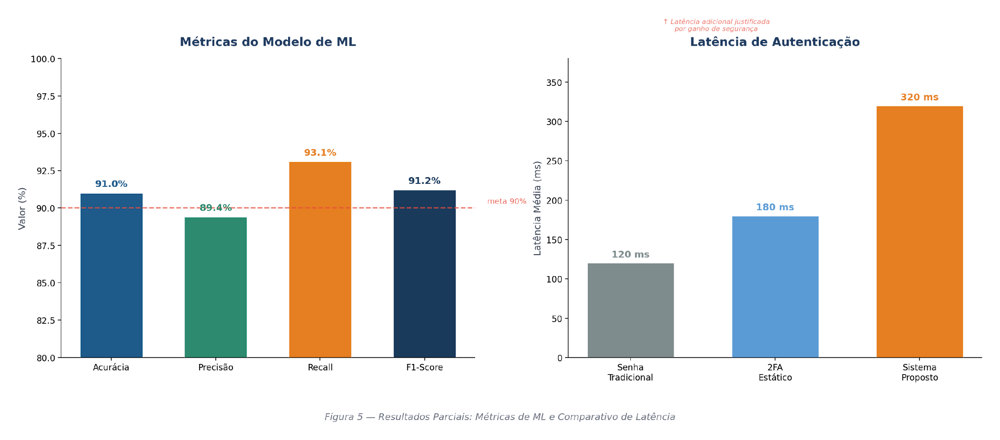 Métricas do Modelo de ML
Valor (%)
100.0
97.5
95.0
92.5
90.0
87.5
85.0
82.5
80.0
91.0%
89.4%
93.1%
91.2%
meta 90%
Acurácia
Precisão
Recall
F1-Score
↑ Latência adicional justificada
por ganho de segurança
Latência de Autenticação
Latência Média (ms)
350
300
250
200
150
100
50
0
120 ms
180 ms
320 ms
Senha
Tradicional
2FA
Estático
Sistema
Proposto
Figura 5 — Resultados Parciais: Métricas de ML e Comparativo de Latência